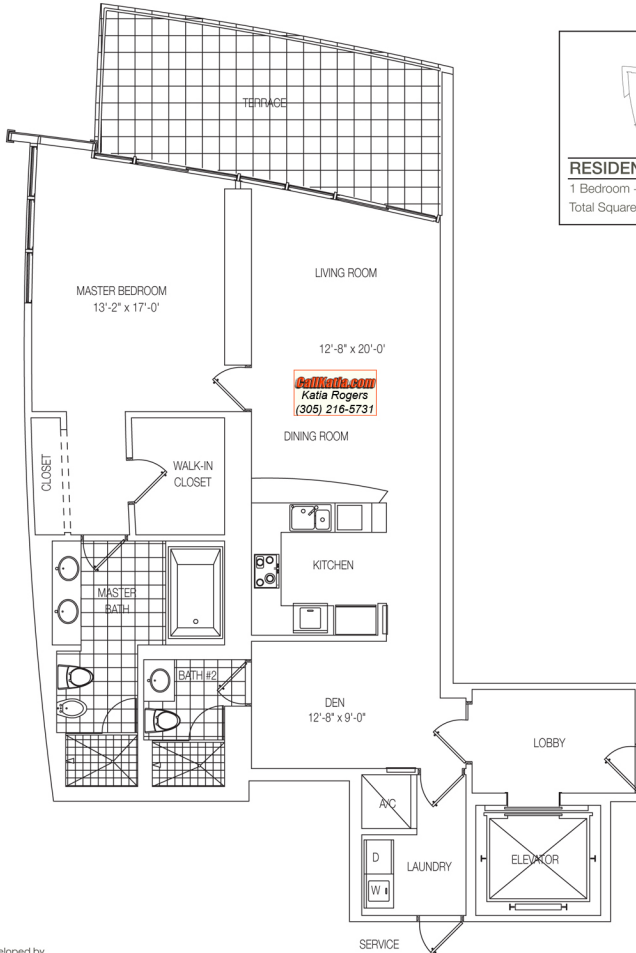 TERRACE
RESIDEN
1 Bedroom -
Total Square
LIVING ROOM
MASTER BEDROOM
13'-2" x 17'-0'
12'-8" x 20'-0'
CallKatia.com
Katia Rogers
(305) 216-5731
DINING ROOM
CLOSET
WALK-IN
CLOSET
KITCHEN
MASTER
BATH
BATH #2
DEN
12'-8" x 9'-0"
LOBBY
A/C
D
W
LAUNDRY
ELEVATOR
SERVICE
eloped by